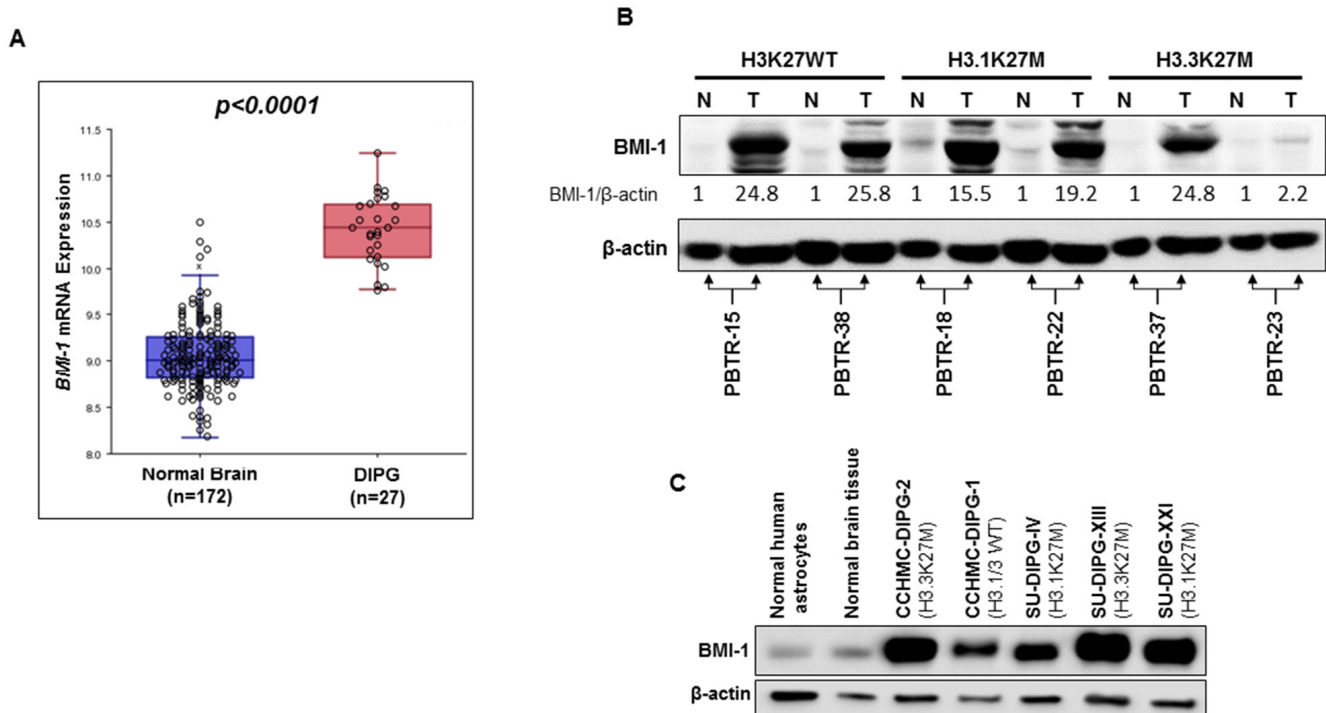 A
p<0.0001
BMI-1 mRNA Expression
11.5
11.0
10.5
10.0
9.5
9.0
8.5
8.0
Normal Brain
(n=172)
DIPG
(n=27)
B
H3K27WT H3.1K27M H3.3K27M
N T N T N T N T N T N T
BMI-1
BMI-1/β-actin 1 24.8 1 25.8 1 15.5 1 19.2 1 24.8 1 2.2
β-actin
PBTR-15
PBTR-38
PBTR-18
PBTR-22
PBTR-37
PBTR-23
C
Normal human
astrocytes
Normal brain tissue
CCHMC-DIPG-2
(H3.3K27M)
CCHMC-DIPG-1
(H3.1/3 WT)
SU-DIPG-IV
(H3.1K27M)
SU-DIPG-XIII
(H3.3K27M)
SU-DIPG-XXI
(H3.1K27M)
BMI-1
β-actin